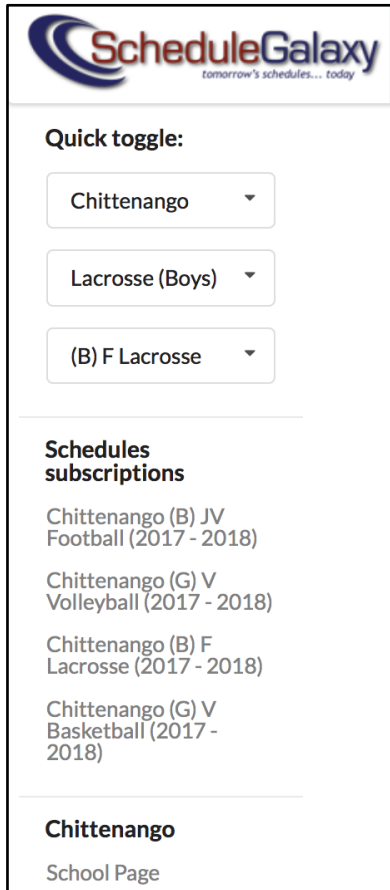 ScheduleGalaxy
tomorrow's schedules... today
Quick toggle:
Chittenango
Lacrosse (Boys)
(B) F Lacrosse
Schedules
subscriptions
Chittenango (B) JV
Football (2017 - 2018)
Chittenango (G) V
Volleyball (2017 - 2018)
Chittenango (B) F
Lacrosse (2017 - 2018)
Chittenango (G) V
Basketball (2017 -
2018)
Chittenango
School Page